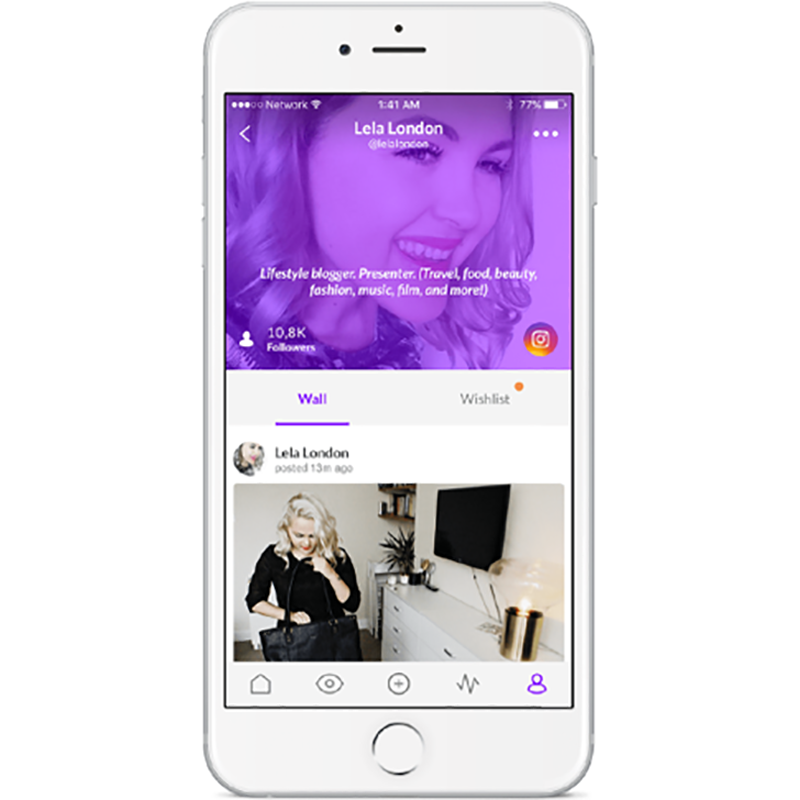 Network 1:41 AM 77%
Lela London
@lelalondon
Lifestyle blogger. Presenter. (Travel, food, beauty,
fashion, music, film, and more!)
10,8K
Followers
Wall Wishlist
Lela London
posted 13m ago